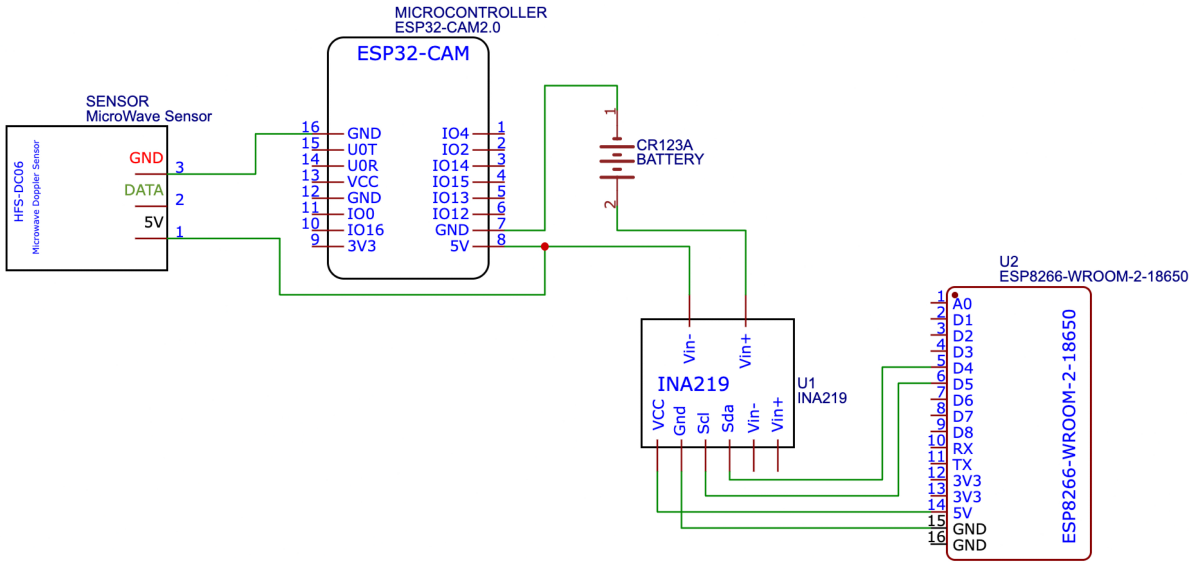 MICROCONTROLLER
ESP32-CAM2.0
ESP32-CAM
SENSOR
MicroWave Sensor
HFS-DC06
Microwave Doppler Sensor
GND 3
DATA 2
5V 1
16 GND
15 U0T
14 U0R
13 VCC
12 GND
11 IO0
10 IO16
9 3V3
IO4 1
IO2 2
IO14 3
IO15 4
IO13 5
IO12 6
GND 7
5V 8
1
CR123A
BATTERY
2
Vin-
Vin+
INA219
VCC
Gnd
Scl
Sda
Vin-
Vin+
U1
INA219
U2
ESP8266-WROOM-2-18650
1 A0
2 D1
3 D2
4 D3
5 D4
6 D5
7 D6
8 D7
9 D8
10 RX
11 TX
12 3V3
13 3V3
14 5V
15 GND
16 GND
ESP8266-WROOM-2-18650